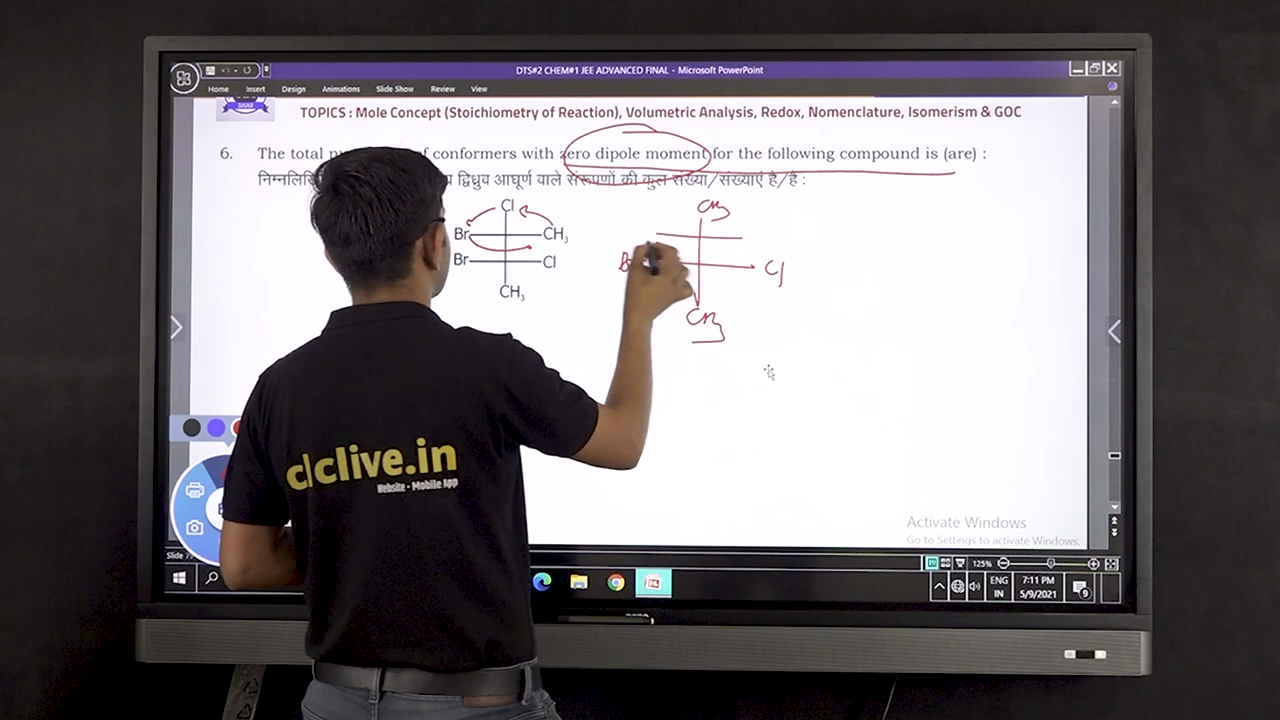 DTS#2 CHEM#1 JEE ADVANCED FINAL - Microsoft PowerPoint
Home Insert Design Animations Slide Show Review View
TOPICS : Mole Concept (Stoichiometry of Reaction), Volumetric Analysis, Redox, Nomenclature, Isomerism & GOC
6. The total of conformers with zero dipole moment for the following compound is (are) :
द्विध्रुव आघूर्ण वाले संरूपणों की कुल संख्या/संख्याएं है/हैं :
Cl
Br CH3
Br Cl
CH3
CH3
Cl
CH3
clclive.in
Website - Mobile App
Activate Windows
Go to Settings to activate Windows.
125%
ENG
IN
7:11 PM
5/9/2021